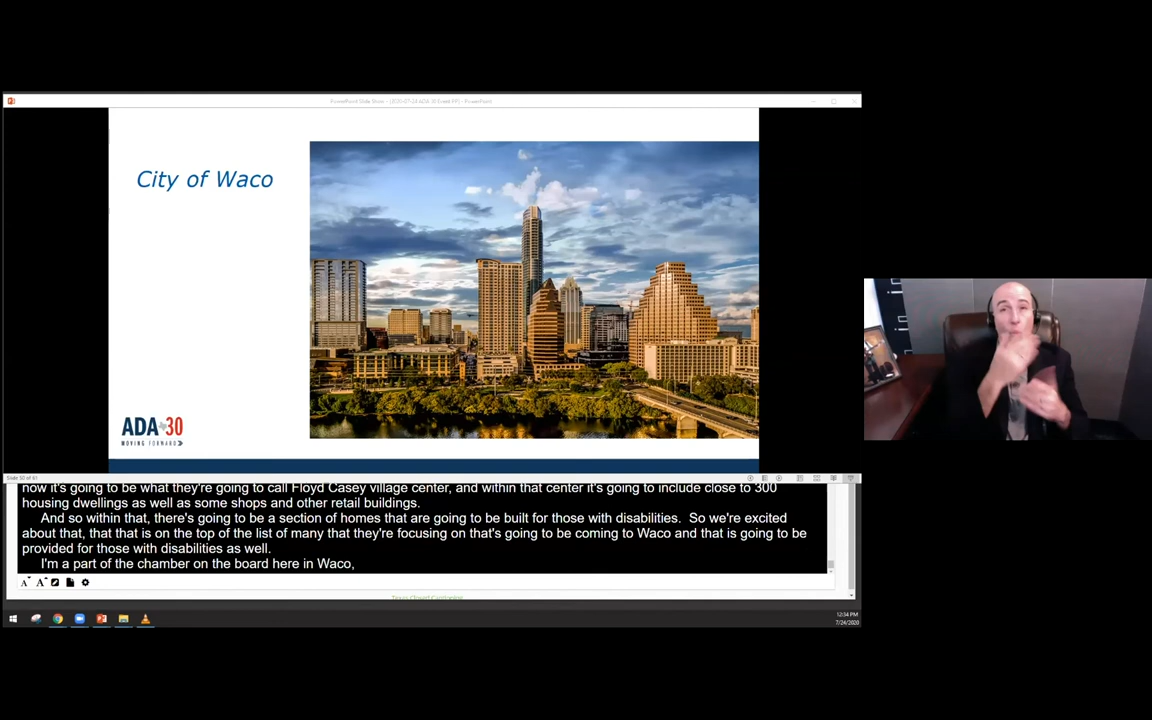 PowerPoint Slide Show - [2020-07-24 ADA 30 Event PP] - PowerPoint
City of Waco
ADA 30
MOVING FORWARD
Slide 50 of 61
now it's going to be what they're going to call Floyd Casey village center, and within that center it's going to include close to 300
housing dwellings as well as some shops and other retail buildings.
And so within that, there's going to be a section of homes that are going to be built for those with disabilities.  So we're excited
about that, that that is on the top of the list of many that they're focusing on that's going to be coming to Waco and that is going to be
provided for those with disabilities as well.
I'm a part of the chamber on the board here in Waco,
Texas Closed Captioning
12:34 PM
7/24/2020